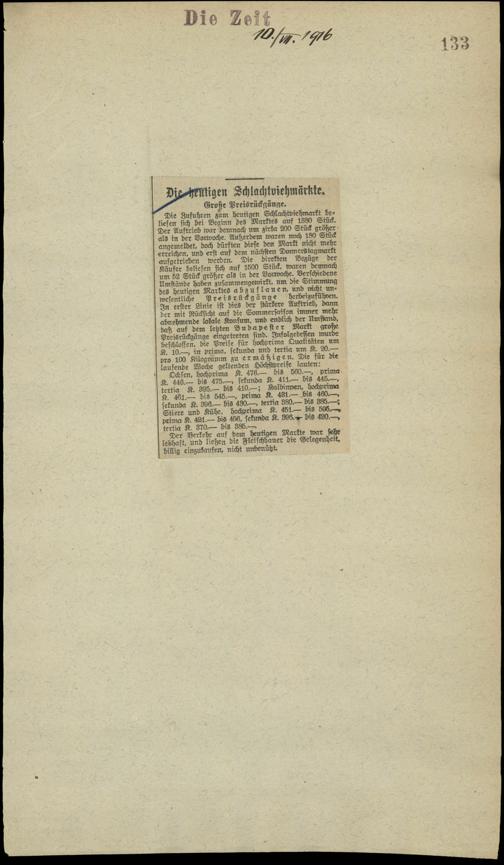 Die Zeit
10./VII. 1916
133
Die heutigen Schlachtviehmärkte.
Große Preisrückgänge.
Die Zufuhren zum heutigen Schlachtviehmarkt be-
liefen sich bei Beginn des Marktes auf 1380 Stück.
Der Auftrieb war demnach um zirka 200 Stück größer
als in der Vorwoche. Außerdem waren noch 180 Stück
angemeldet, doch dürften diese den Markt nicht mehr
erreichen, und erst auf dem nächsten Donnerstagmarkt
aufgetrieben werden. Die direkten Bezüge der
Käufer beliefen sich auf 1500 Stück, waren demnach
um 52 Stück größer als in der Vorwoche. Verschiedene
Umstände haben zusammengewirkt, um die Stimmung
des heutigen Marktes abzuflauen, und nicht un-
wesentliche Preisrückgänge herbeizuführen.
In erster Linie ist dies der stärkere Auftrieb, dann
der mit Rücksicht auf die Sommersaison immer mehr
abnehmende lokale Konsum, und endlich der Umstand,
daß auf dem letzten Budapester Markt große
Preisrückgänge eingetreten sind. Infolgedessen wurde
beschlossen, die Preise für hochprima Qualitäten um
K. 10.—, in prima, sekunda und tertia um K. 20.—
pro 100 Kilogramm zu ermäßigen. Die für die
laufende Woche geltenden Höchstpreise lauten:
Ochsen, hochprima K. 476.— bis 560.—, prima
K. 446.— bis 475.—, sekunda K. 411.— bis 445.—,
tertia K. 395.— bis 410.—; Kalbinnen, hochprima
K. 461.— bis 545.—, prima K. 431.— bis 460.—,
sekunda K. 396.— bis 430.—, tertia 380.— bis 395.—;
Stiere und Kühe, hochprima K. 451.— bis
prima K. 421.— bis 450, sekunda K. bis 420.—,
tertia K. 370.— bis 385.—.
Der Verkehr auf dem heutigen Markte war sehr
lebhaft, und ließen die Fleischhauer die Gelegenheit,
billig einzukaufen, nicht unbenützt.